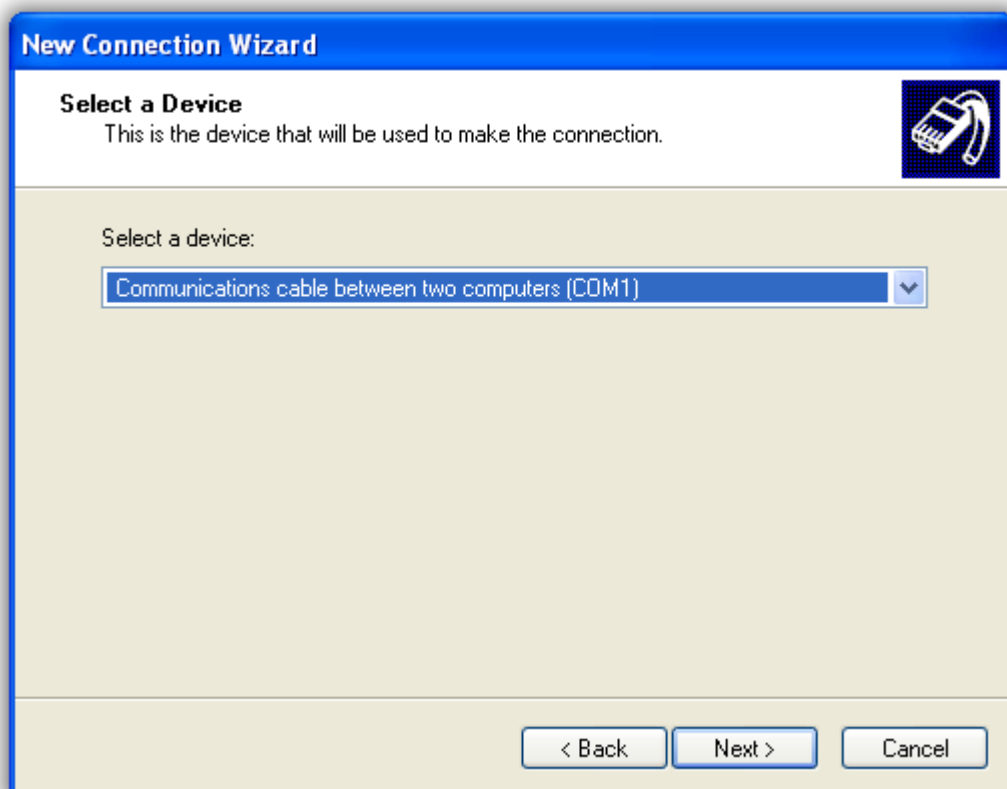 New Connection Wizard
Select a Device
This is the device that will be used to make the connection.
Select a device:
Communications cable between two computers (COM1)
< Back Next > Cancel